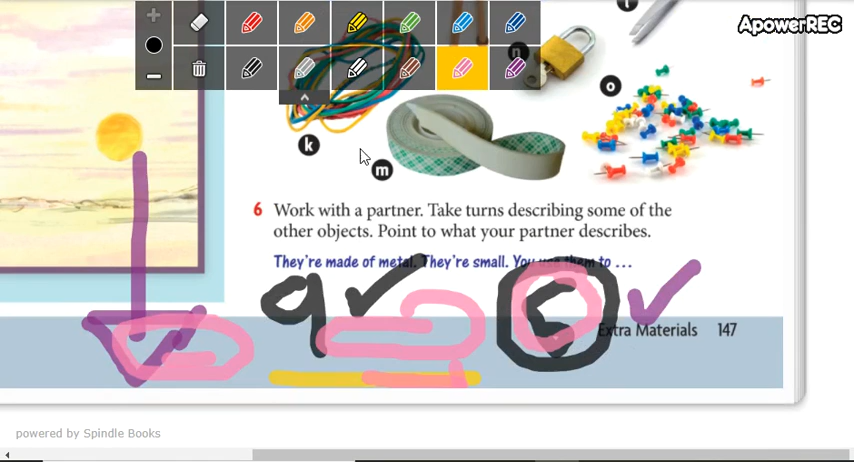 ApowerREC
n
o
k
m
6 Work with a partner. Take turns describing some of the
other objects. Point to what your partner describes.
They're made of metal. They're small. You use them to ...
9
Extra Materials 147
powered by Spindle Books